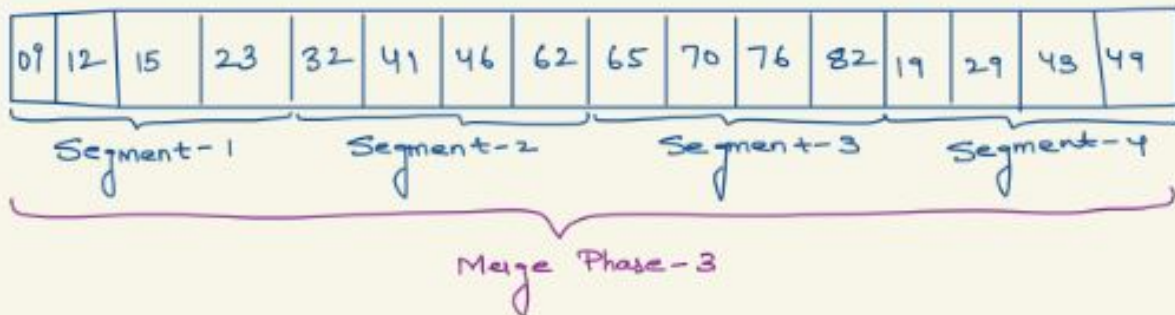 09 12 15 23 32 41 46 62 65 70 76 82 19 29 43 49
Segment-1 Segment-2 Segment-3 Segment-4
Merge Phase-3